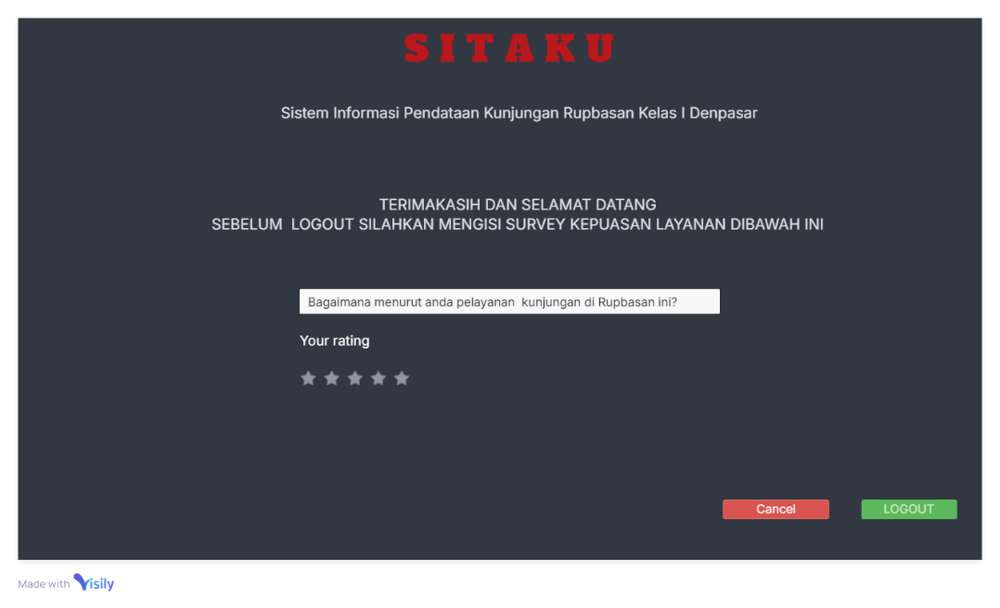 SITAKU
Sistem Informasi Pendataan Kunjungan Rupbasan Kelas I Denpasar
TERIMAKASIH DAN SELAMAT DATANG
SEBELUM LOGOUT SILAHKAN MENGISI SURVEY KEPUASAN LAYANAN DIBAWAH INI
Bagaimana menurut anda pelayanan kunjungan di Rupbasan ini?
Your rating
Cancel
LOGOUT
Made with Visily